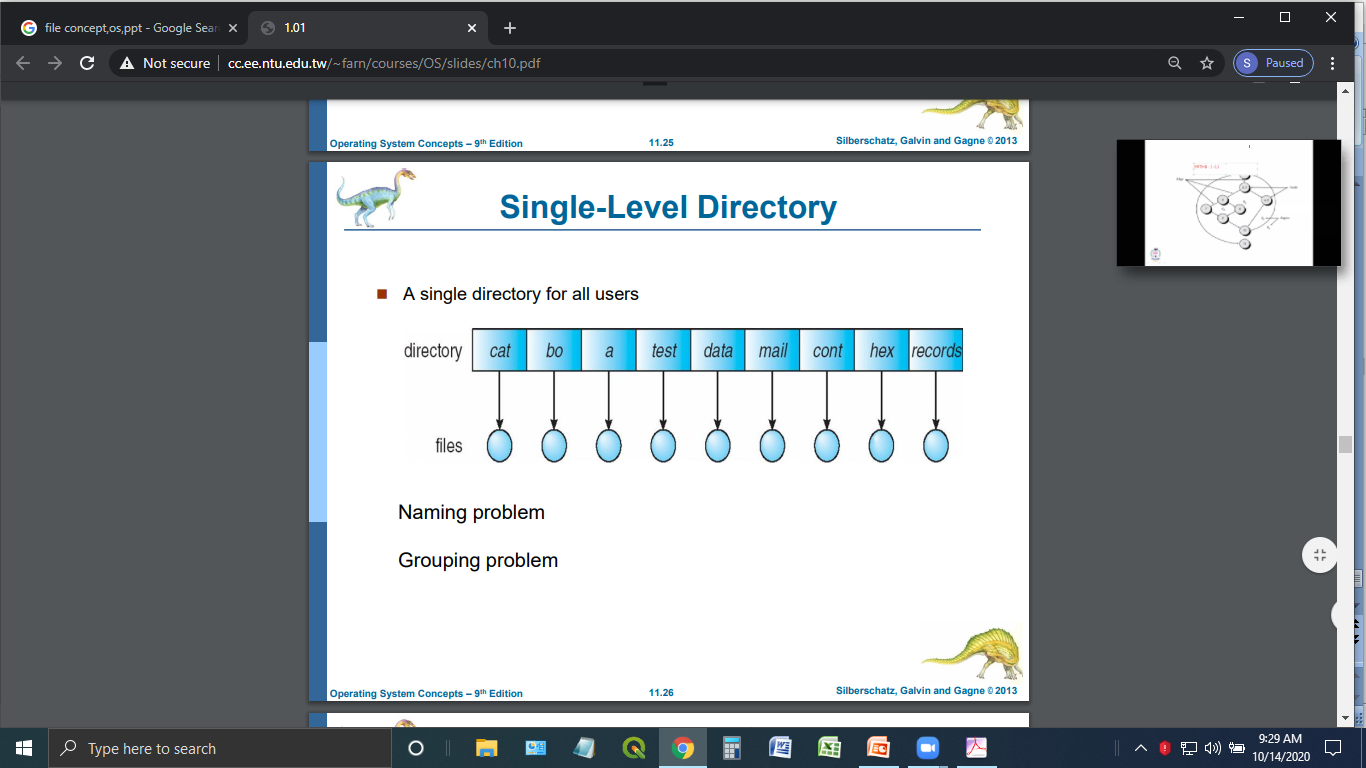 file concept,os,ppt - Google Sear
1.01
Not secure
cc.ee.ntu.edu.tw/~farn/courses/OS/slides/ch10.pdf
S Paused
Operating System Concepts – 9th Edition 11.25 Silberschatz, Galvin and Gagne © 2013
Single-Level Directory
A single directory for all users
directory cat bo a test data mail cont hex records
files
Naming problem
Grouping problem
Operating System Concepts – 9th Edition 11.26 Silberschatz, Galvin and Gagne © 2013
Type here to search
9:29 AM
10/14/2020